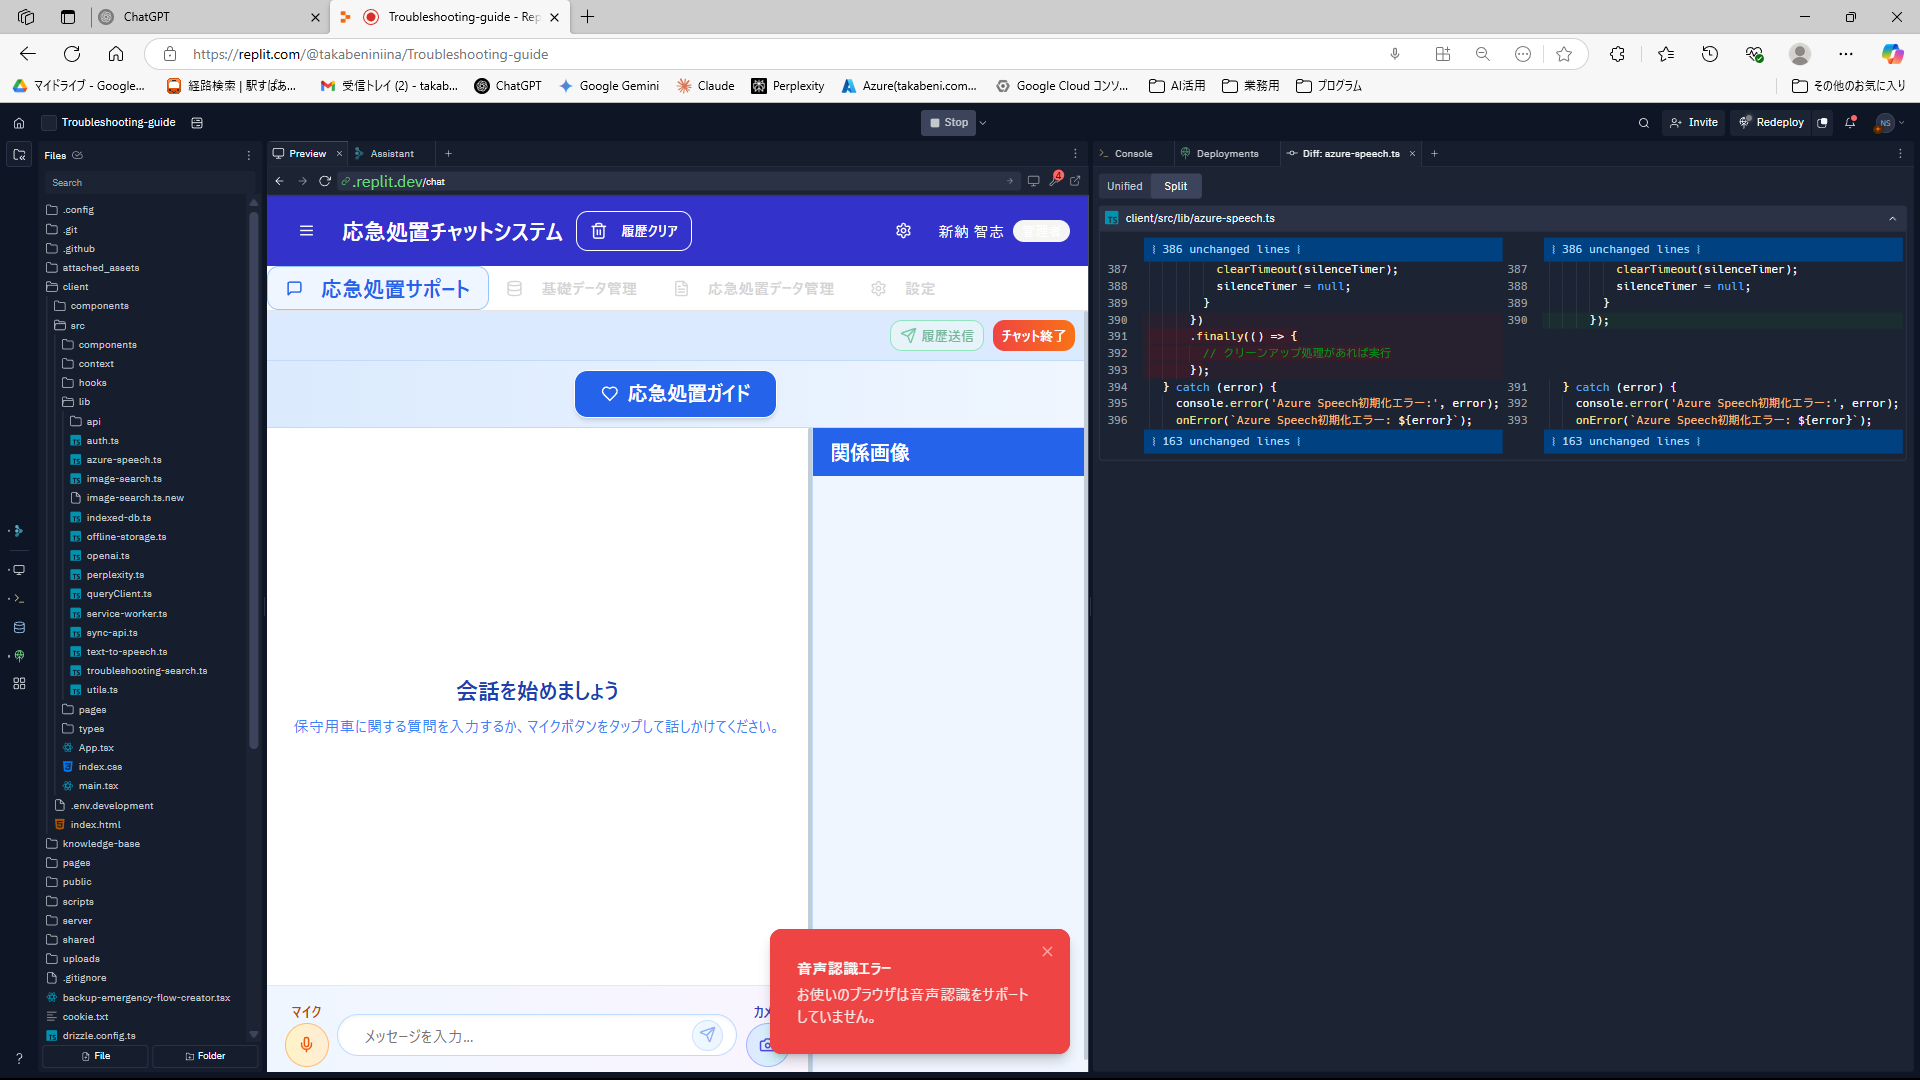 ChatGPT
Troubleshooting-guide - Rep
https://replit.com/@takabeniniina/Troubleshooting-guide
マイドライブ - Google...
経路検索 | 駅すぱあ...
受信トレイ (2) - takab...
ChatGPT
Google Gemini
Claude
Perplexity
Azure(takabeni.com...
Google Cloud コンソ...
AI活用
業務用
プログラム
その他のお気に入り
Troubleshooting-guide
Stop
Invite
Redeploy
NS
Files
Search
.config
.git
.github
attached_assets
client
components
src
components
context
hooks
lib
api
auth.ts
azure-speech.ts
image-search.ts
image-search.ts.new
indexed-db.ts
offline-storage.ts
openai.ts
perplexity.ts
queryClient.ts
service-worker.ts
sync-api.ts
text-to-speech.ts
troubleshooting-search.ts
utils.ts
pages
types
App.tsx
index.css
main.tsx
.env.development
index.html
knowledge-base
pages
public
scripts
server
shared
uploads
.gitignore
backup-emergency-flow-creator.tsx
cookie.txt
drizzle.config.ts
File
Folder
Preview
Assistant
.replit.dev/chat
4
応急処置チャットシステム
履歴クリア
新納 智志
応急処置サポート
基礎データ管理
応急処置データ管理
設定
履歴送信
チャット終了
応急処置ガイド
関係画像
会話を始めましょう
保守用車に関する質問を入力するか、マイクボタンをタップして話しかけてください。
マイク
メッセージを入力...
カメ
音声認識エラー
お使いのブラウザは音声認識をサポート
していません。
Console
Deployments
Diff: azure-speech.ts
Unified
Split
client/src/lib/azure-speech.ts
386 unchanged lines
387 clearTimeout(silenceTimer);
388 silenceTimer = null;
389 }
390 })
391 .finally(() => {
392 // クリーンアップ処理があれば実行
393 });
394 } catch (error) {
395 console.error('Azure Speech初期化エラー:', error);
396 onError(`Azure Speech初期化エラー: ${error}`);
163 unchanged lines
386 unchanged lines
387 clearTimeout(silenceTimer);
388 silenceTimer = null;
389 }
390 });
391 } catch (error) {
392 console.error('Azure Speech初期化エラー:', error);
393 onError(`Azure Speech初期化エラー: ${error}`);
163 unchanged lines